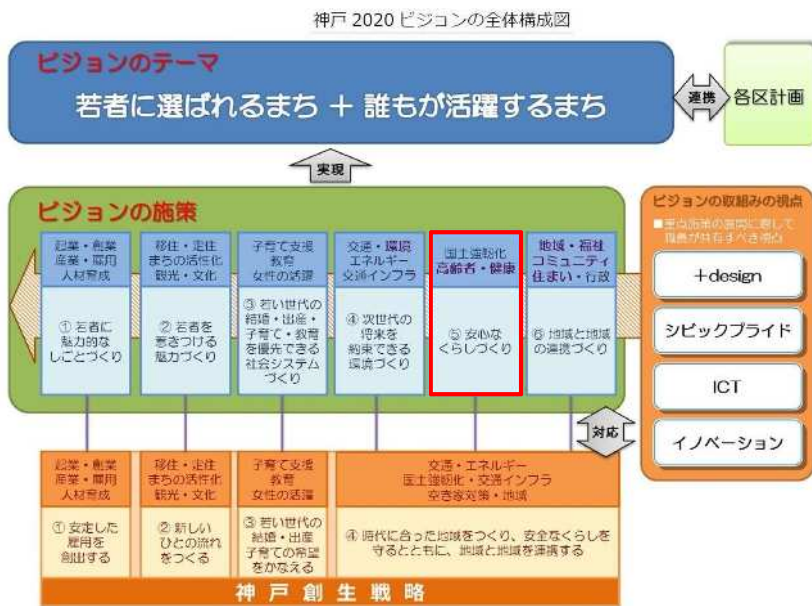 神戸 2020 ビジョンの全体構成図
ビジョンのテーマ
若者に選ばれるまち + 誰もが活躍するまち
連携
各区計画
実現
ビジョンの施策
起業・創業
産業・雇用
人材育成
① 若者に
魅力的な
しごとづくり
移住・定住
まちの活性化
観光・文化
② 若者を
惹きつける
魅力づくり
子育て支援
教育
女性の活躍
③ 若い世代の
結婚・出産・
子育て・教育
を優先できる
社会システム
づくり
交通・環境
エネルギー
交通インフラ
④ 次世代の
将来を
約束できる
環境づくり
国土強靭化
高齢者・健康
⑤ 安心な
くらしづくり
地域・福祉
コミュニティ
住まい・行政
⑥ 地域と地域
の連携づくり
ビジョンの取組みの視点
■重点施策の展開に際して
職員が共有すべき視点
+design
シビックプライド
ICT
イノベーション
対応
起業・創業
産業・雇用
人材育成
① 安定した
雇用を
創出する
移住・定住
まちの活性化
観光・文化
② 新しい
ひとの流れ
をつくる
子育て支援
教育
女性の活躍
③ 若い世代の
結婚・出産
子育ての希望
をかなえる
交通・エネルギー
国土強靭化・交通インフラ
空き家対策・地域
④ 時代に合った地域をつくり、安全なくらしを
守るとともに、地域と地域を連携する
神戸創生戦略